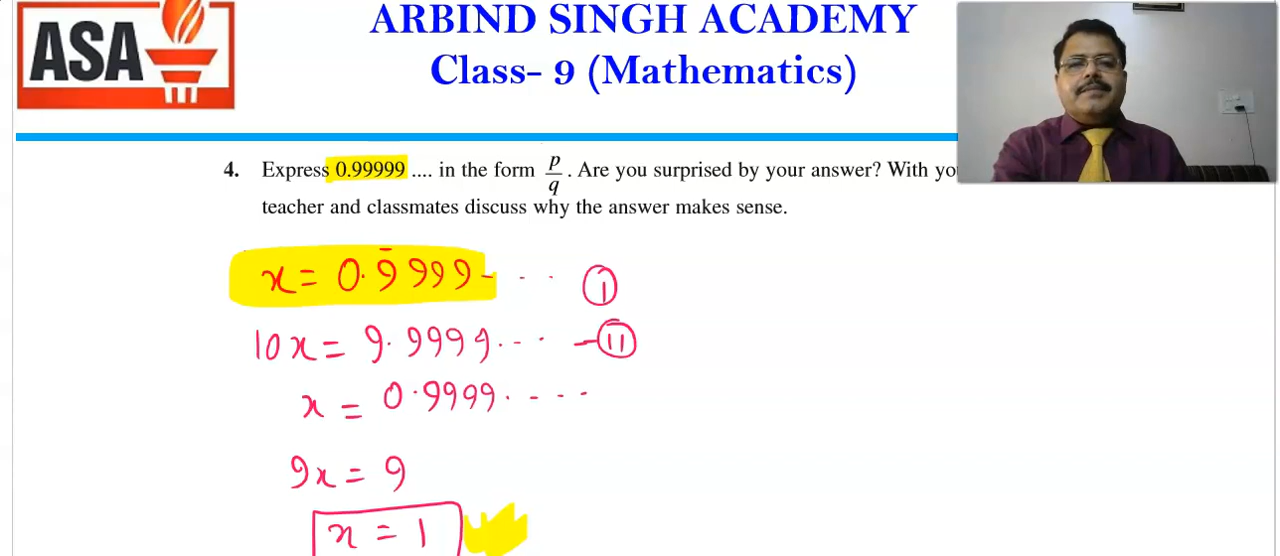 ASA
ARBIND SINGH ACADEMY
Class- 9 (Mathematics)
4. Express 0.99999 .... in the form p/q. Are you surprised by your answer? With yo
teacher and classmates discuss why the answer makes sense.
x = 0.9̄999- - - - ①
10x = 9.9999.--- -⑪
x = 0.9999.----
9x = 9
x = 1